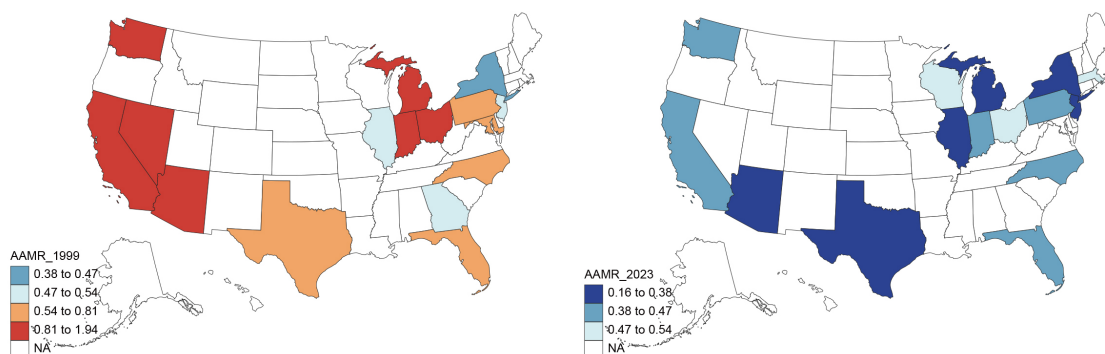 AAMR_1999
0.38 to 0.47
0.47 to 0.54
0.54 to 0.81
0.81 to 1.94
NA
AAMR_2023
0.16 to 0.38
0.38 to 0.47
0.47 to 0.54
NA